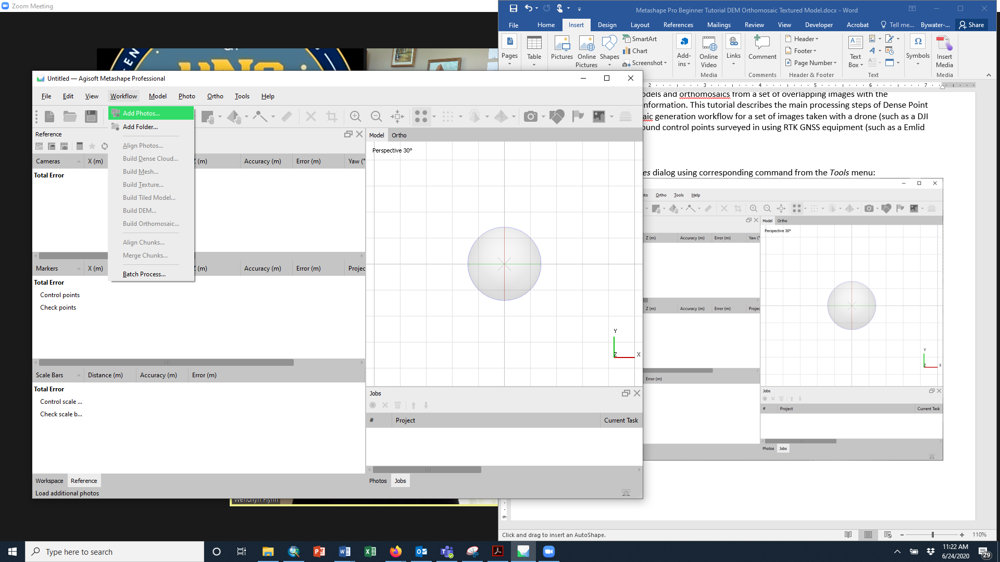 Zoom Meeting
Metashape Pro Beginner Tutorial DEM Orthomosaic Textured Model.docx - Word
File Home Insert Design Layout References Mailings Review View Developer Acrobat Tell me... Bywater-... Share
Pages
Table
Pictures
Online Pictures
Shapes
SmartArt
Chart
Screenshot
Add-ins
Online Video
Media
Links
Comment
Comments
Header
Footer
Page Number
Header & Footer
Text Box
Text
Symbols
Insert Media
Media
2 3 4 5 6 7
odels and orthomosaics from a set of overlapping images with the
nformation. This tutorial describes the main processing steps of Dense Point
aic generation workflow for a set of images taken with a drone (such as a DJI
ound control points surveyed in using RTK GNSS equipment (such as a Emlid
es dialog using corresponding command from the Tools menu:
oto Ortho Tools Help
Model Ortho
Perspective 30°
Z (m) Accuracy (m) Error (m) Yaw (°
Z (m) Accuracy (m) Error (m) Projec
Y
Z X
Error (m)
Jobs
# Project Current Task
Photos Jobs
Click and drag to insert an AutoShape.
110%
Untitled — Agisoft Metashape Professional
File Edit View Workflow Model Photo Ortho Tools Help
Add Photos...
Add Folder...
Align Photos...
Build Dense Cloud...
Build Mesh...
Build Texture...
Build Tiled Model...
Build DEM...
Build Orthomosaic...
Align Chunks...
Merge Chunks...
Batch Process...
Reference
Cameras X (m) Z (m) Accuracy (m) Error (m) Yaw (°
Total Error
Markers X (m) Z (m) Accuracy (m) Error (m) Projec
Total Error
Control points
Check points
Scale Bars Distance (m) Accuracy (m) Error (m)
Total Error
Control scale ...
Check scale b...
Workspace Reference
Load additional photos
Model Ortho
Perspective 30°
Y
Z X
Jobs
# Project Current Task
Photos Jobs
Wendilyn Flynn
Type here to search
11:22 AM
6/24/2020
29